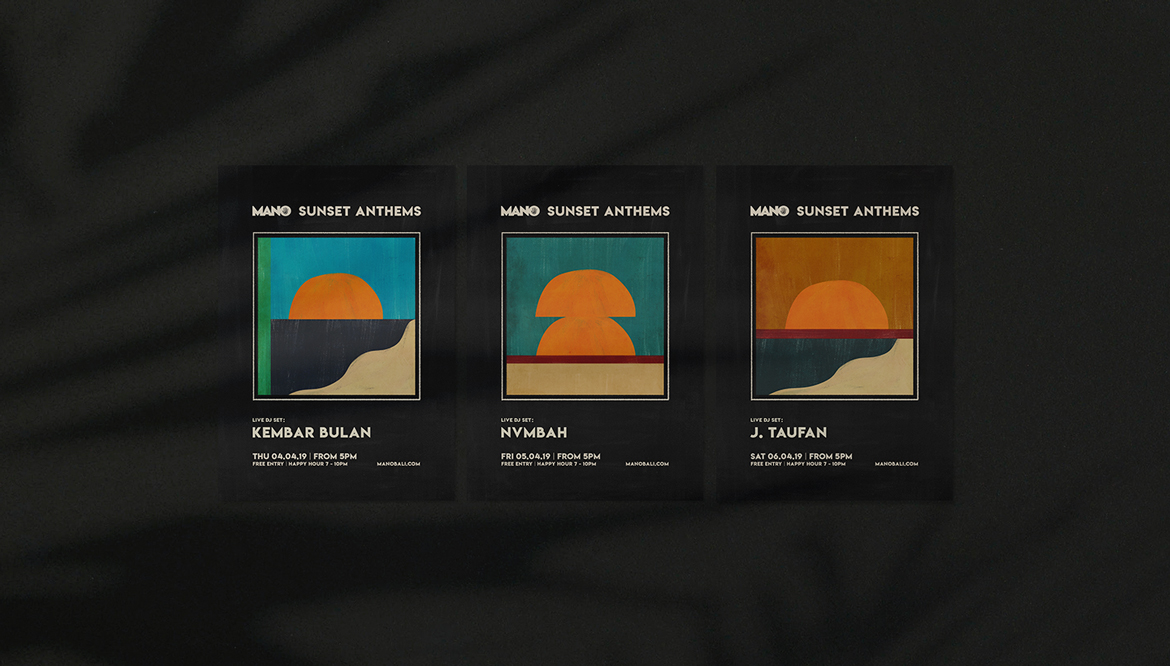 MANO SUNSET ANTHEMS
LIVE DJ SET:
KEMBAR BULAN
THU 04.04.19 | FROM 5PM
FREE ENTRY | HAPPY HOUR 7 - 10PM MANOBALI.COM
MANO SUNSET ANTHEMS
LIVE DJ SET:
NVMBAH
FRI 05.04.19 | FROM 5PM
FREE ENTRY | HAPPY HOUR 7 - 10PM MANOBALI.COM
MANO SUNSET ANTHEMS
LIVE DJ SET:
J. TAUFAN
SAT 06.04.19 | FROM 5PM
FREE ENTRY | HAPPY HOUR 7 - 10PM MANOBALI.COM